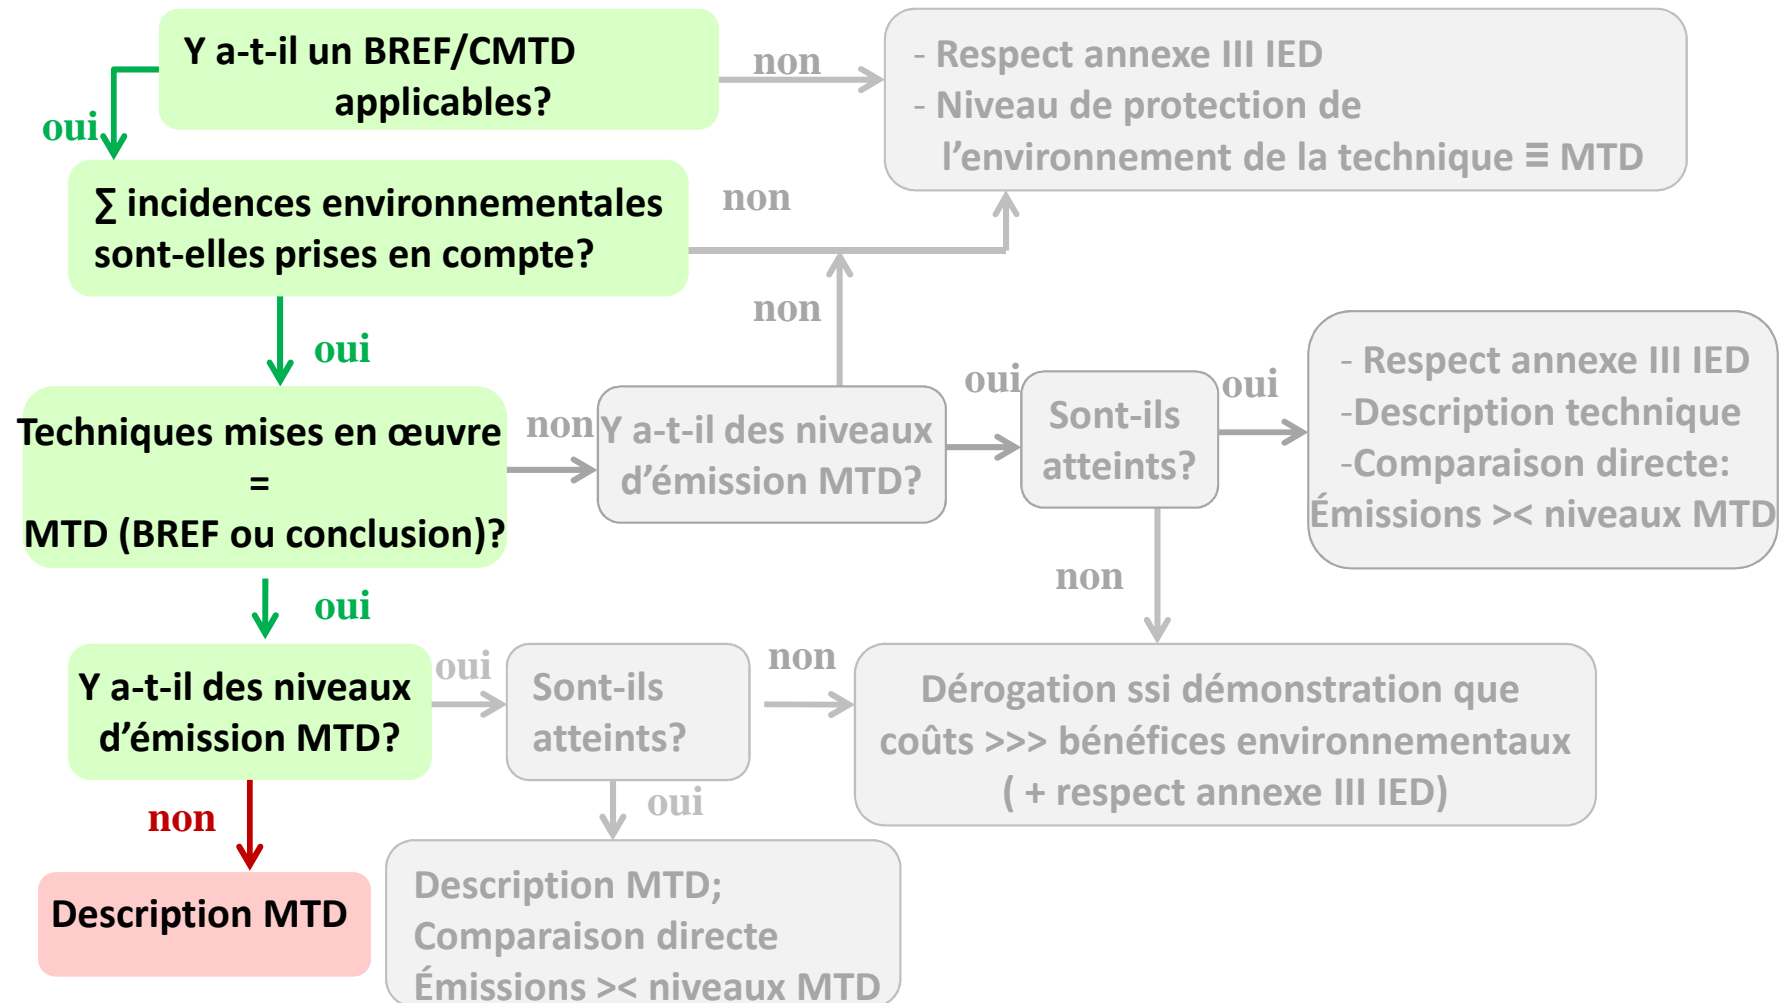 Y a-t-il un BREF/CMTD
applicables?
non
- Respect annexe III IED
- Niveau de protection de
l’environnement de la technique ≡ MTD
oui
∑ incidences environnementales
sont-elles prises en compte?
non
non
oui
Techniques mises en œuvre
=
MTD (BREF ou conclusion)?
non
Y a-t-il des niveaux
d’émission MTD?
oui
Sont-ils
atteints?
oui
- Respect annexe III IED
-Description technique
-Comparaison directe:
Émissions >< niveaux MTD
non
oui
Y a-t-il des niveaux
d’émission MTD?
oui
Sont-ils
atteints?
non
Dérogation ssi démonstration que
coûts >>> bénéfices environnementaux
( + respect annexe III IED)
non
oui
Description MTD
Description MTD;
Comparaison directe
Émissions >< niveaux MTD